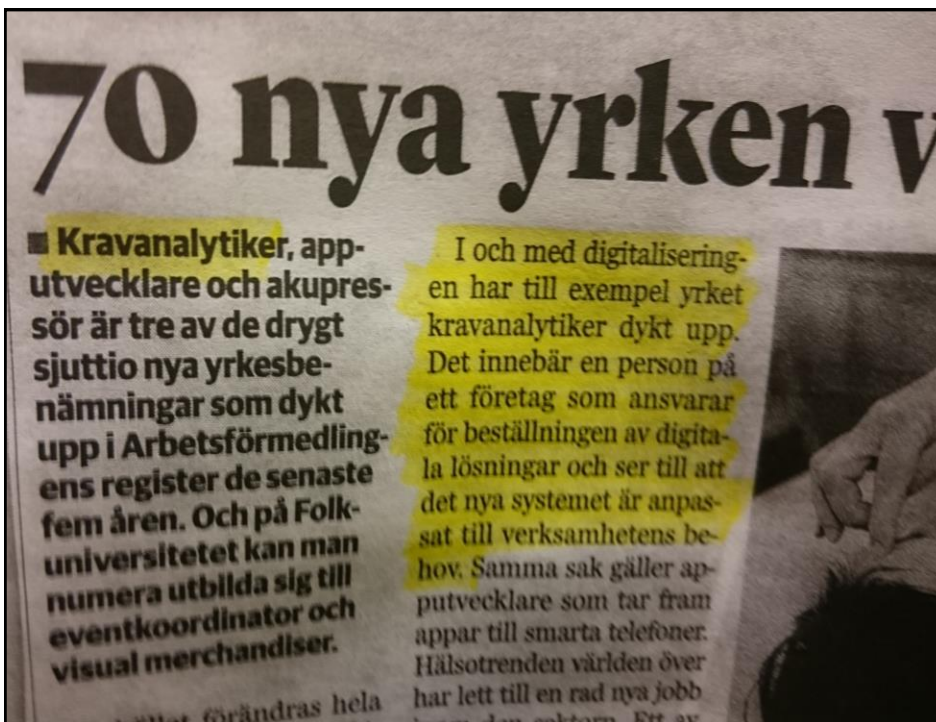 70 nya yrken
■ Kravanalytiker, app-
utvecklare och akupres-
sör är tre av de drygt
sjuttio nya yrkesbe-
nämningar som dykt
upp i Arbetsförmedling-
ens register de senaste
fem åren. Och på Folk-
universitetet kan man
numera utbilda sig till
eventkoordinator och
visual merchandiser.
förändras hela
I och med digitalisering-
en har till exempel yrket
kravanalytiker dykt upp.
Det innebär en person på
ett företag som ansvarar
för beställningen av digita-
la lösningar och ser till att
det nya systemet är anpas-
sat till verksamhetens be-
hov. Samma sak gäller ap-
putvecklare som tar fram
appar till smarta telefoner.
Hälsotrenden världen över
har lett till en rad nya jobb